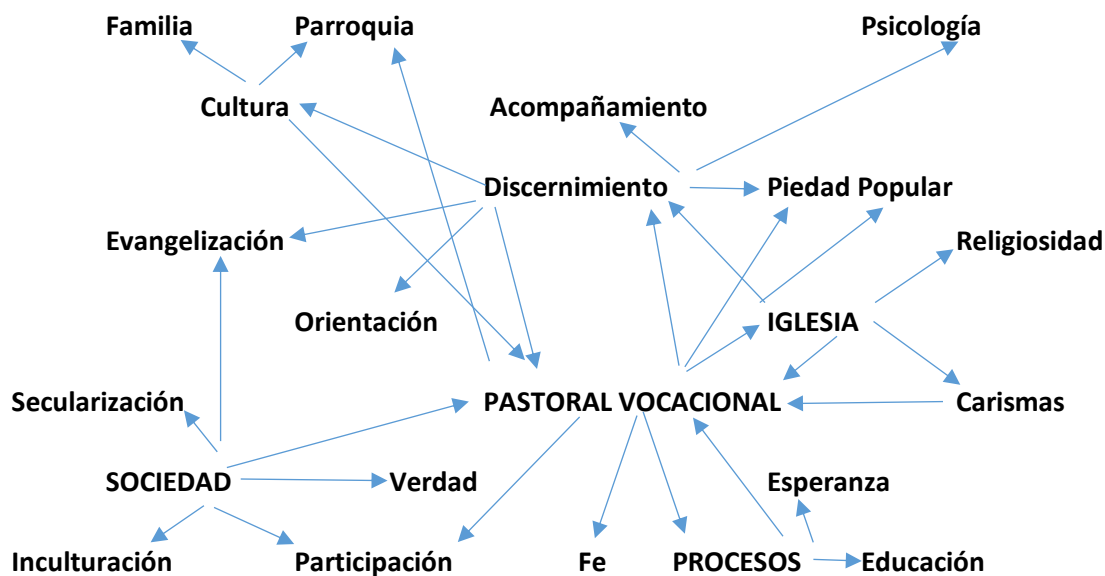 Familia Parroquia Psicología
Cultura Acompañamiento
Discernimiento Piedad Popular
Evangelización Religiosidad
Orientación IGLESIA
Secularización PASTORAL VOCACIONAL Carismas
SOCIEDAD Verdad Esperanza
Inculturación Participación Fe PROCESOS Educación